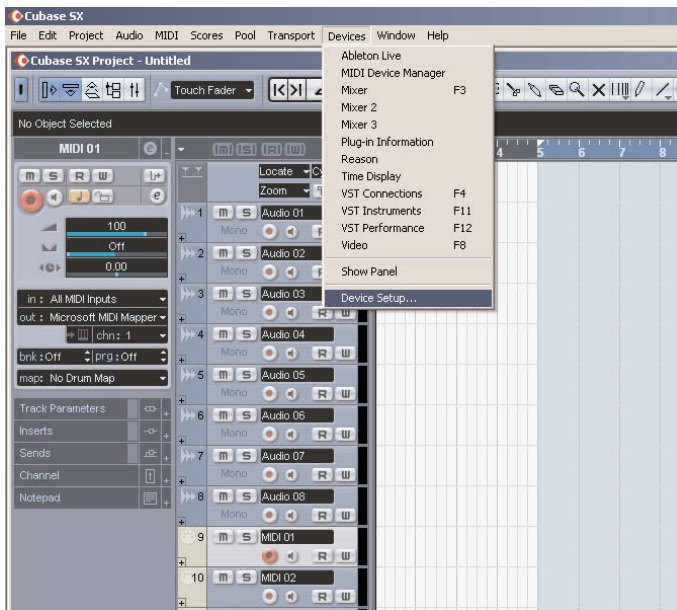 Cubase SX
File Edit Project Audio MIDI Scores Pool Transport Devices Window Help
Cubase SX Project - Untitled
Touch Fader
No Object Selected
MIDI 01
e
m S R W
e
100
Off
0.00
in : All MIDI Inputs
out : Microsoft MIDI Mapper
chn: 1
bnk:Off prg:Off
map: No Drum Map
Track Parameters
Inserts
Sends
Channel
Notepad
m S R W
Locate
Zoom
1 m S Audio 01
Mono
2 m S Audio 02
Mono
3 m S Audio 03
Mono R W
4 m S Audio 04
Mono R W
5 m S Audio 05
Mono R W
6 m S Audio 06
Mono R W
7 m S Audio 07
Mono R W
8 m S Audio 08
Mono R W
9 m S MIDI 01
R W
10 m S MIDI 02
R W
Ableton Live
MIDI Device Manager
Mixer F3
Mixer 2
Mixer 3
Plug-in Information
Reason
Time Display
VST Connections F4
VST Instruments F11
VST Performance F12
Video F8
Show Panel
Device Setup...
4 5 6 7 8